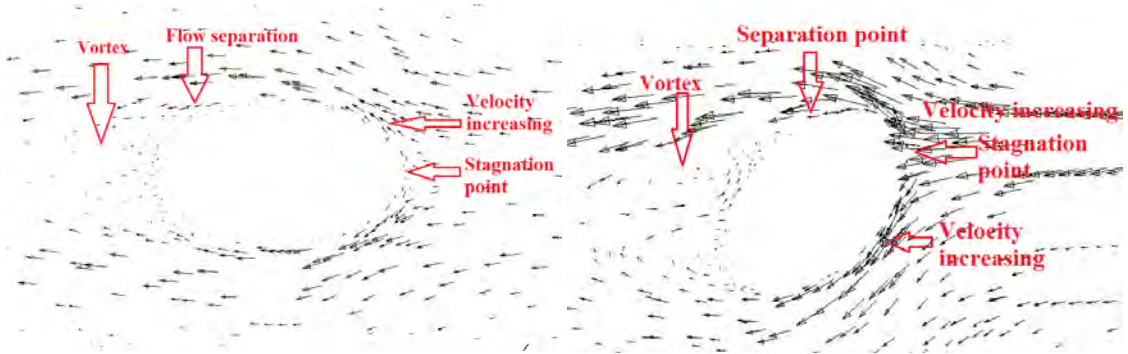 Flow separation
Vortex
Velocity
increasing
Stagnation
point
Separation point
Vortex
Velocity increasing
Stagnation
point
Velocity
increasing